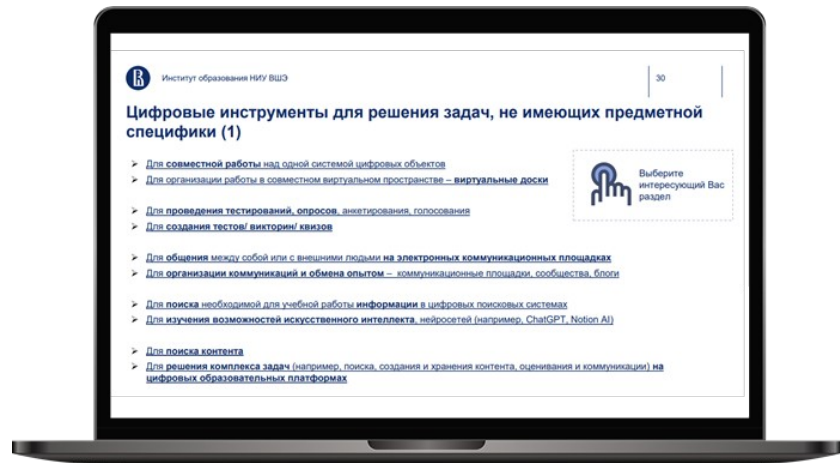 Институт образования НИУ ВШЭ
30
Цифровые инструменты для решения задач, не имеющих предметной
специфики (1)
➤ Для совместной работы над одной системой цифровых объектов
➤ Для организации работы в совместном виртуальном пространстве – виртуальные доски
Выберите
интересующий Вас
раздел
➤ Для проведения тестирований, опросов, анкетирования, голосования
➤ Для создания тестов/ викторин/ квизов
➤ Для общения между собой или с внешними людьми на электронных коммуникационных площадках
➤ Для организации коммуникаций и обмена опытом – коммуникационные площадки, сообщества, блоги
➤ Для поиска необходимой для учебной работы информации в цифровых поисковых системах
➤ Для изучения возможностей искусственного интеллекта, нейросетей (например, ChatGPT, Notion AI)
➤ Для поиска контента
➤ Для решения комплекса задач (например, поиска, создания и хранения контента, оценивания и коммуникации) на
цифровых образовательных платформах